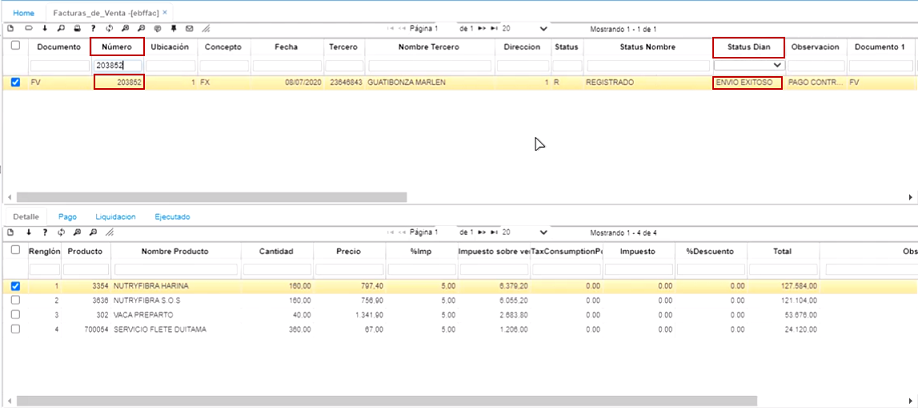 Home Facturas_de_Venta -[ebffac] ×
Página 1 de 1 20 Mostrando 1 - 1 de 1
Documento Número Ubicación Concepto Fecha Tercero Nombre Tercero Direccion Status Status Nombre Status Dian Observacion Documento 1
203852
FV 203852 1 FX 08/07/2020 23646843 GUATIBONZA MARLEN 1 R REGISTRADO ENVIO EXITOSO PAGO CONTR... FV
Detalle Pago Liquidacion Ejecutado
Página 1 de 1 20 Mostrando 1 - 4 de 4
Renglón Producto Nombre Producto Cantidad Precio %Imp Impuesto sobre ve TaxConsumptionP Impuesto %Descuento Total Obs
1 3354 NUTRYFIBRA HARINA 160.00 797.40 5.00 6.379.20 0.00 0.00 0.00 127.584.00
2 3636 NUTRYFIBRA S.O.S 160.00 756.90 5.00 6.055.20 0.00 0.00 0.00 121.104.00
3 302 VACA PREPARTO 40.00 1.341.90 5.00 2.683.80 0.00 0.00 0.00 53.676.00
4 700054 SERVICIO FLETE DUITAMA 360.00 67.00 5.00 1.206.00 0.00 0.00 0.00 24.120.00